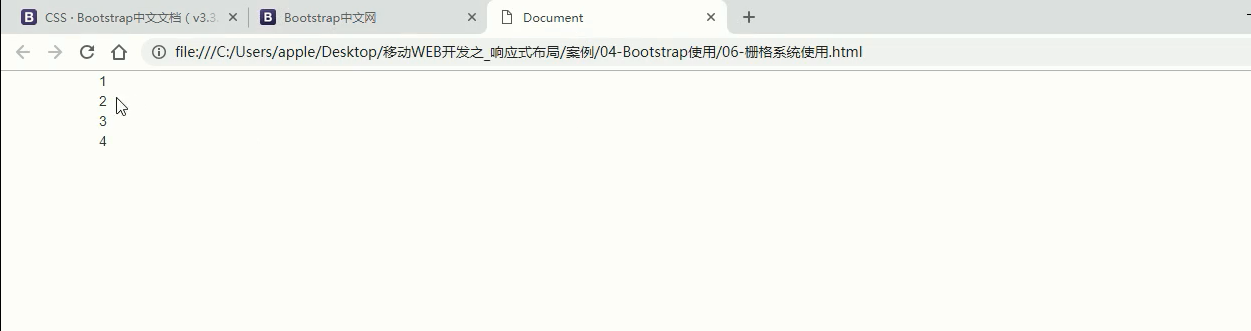 CSS · Bootstrap中文文档 ( v3.3.
Bootstrap中文网
Document
file:///C:/Users/apple/Desktop/移动WEB开发之_响应式布局/案例/04-Bootstrap使用/06-栅格系统使用.html
1
2
3
4